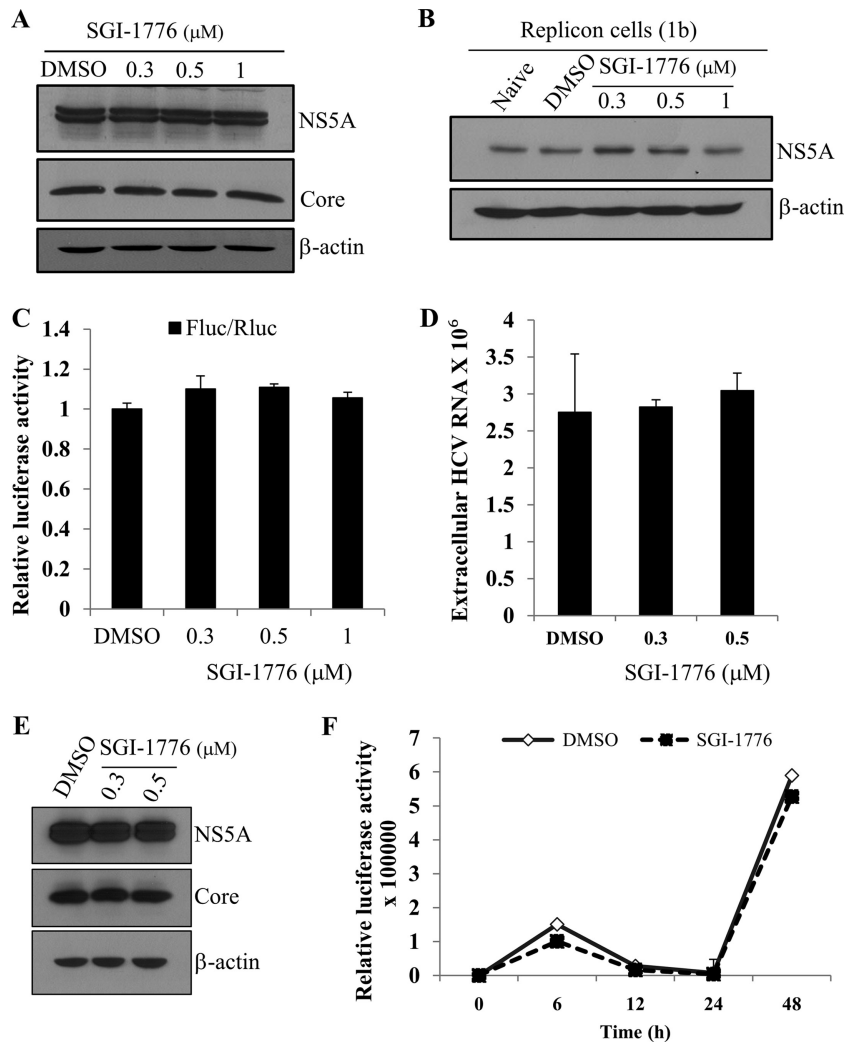 A
SGI-1776 (μM)
DMSO 0.3 0.5 1
NS5A
Core
β-actin
B
Replicon cells (1b)
Naive DMSO SGI-1776 (μM)
0.3 0.5 1
NS5A
β-actin
C
Fluc/Rluc
Relative luciferase activity
1.4
1.2
1
0.8
0.6
0.4
0.2
0
DMSO 0.3 0.5 1
SGI-1776 (μM)
D
Extracellular HCV RNA X 10⁶
4
3.5
3
2.5
2
1.5
1
0.5
0
DMSO 0.3 0.5
SGI-1776 (μM)
E
DMSO SGI-1776 (μM)
0.3 0.5
NS5A
Core
β-actin
F
DMSO SGI-1776
Relative luciferase activity
x 100000
7
6
5
4
3
2
1
0
0 6 12 24 48
Time (h)